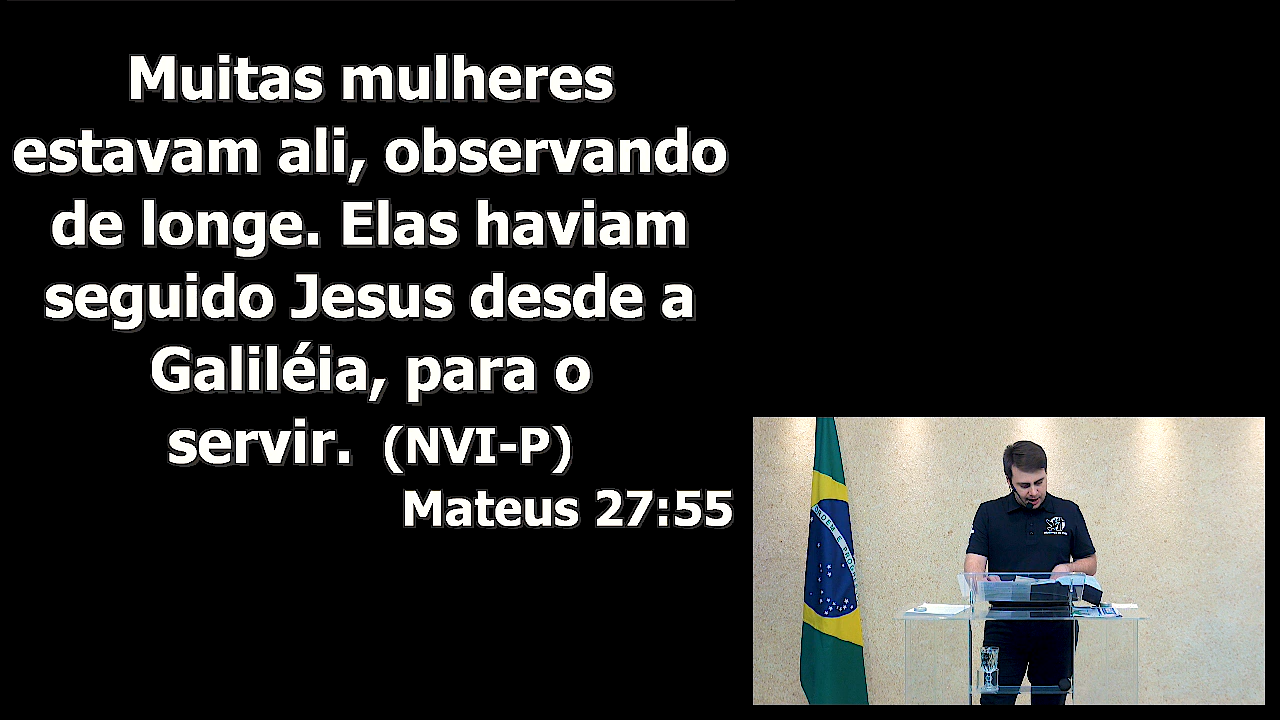 Muitas mulheres
estavam ali, observando
de longe. Elas haviam
seguido Jesus desde a
Galiléia, para o
servir. (NVI-P)
Mateus 27:55